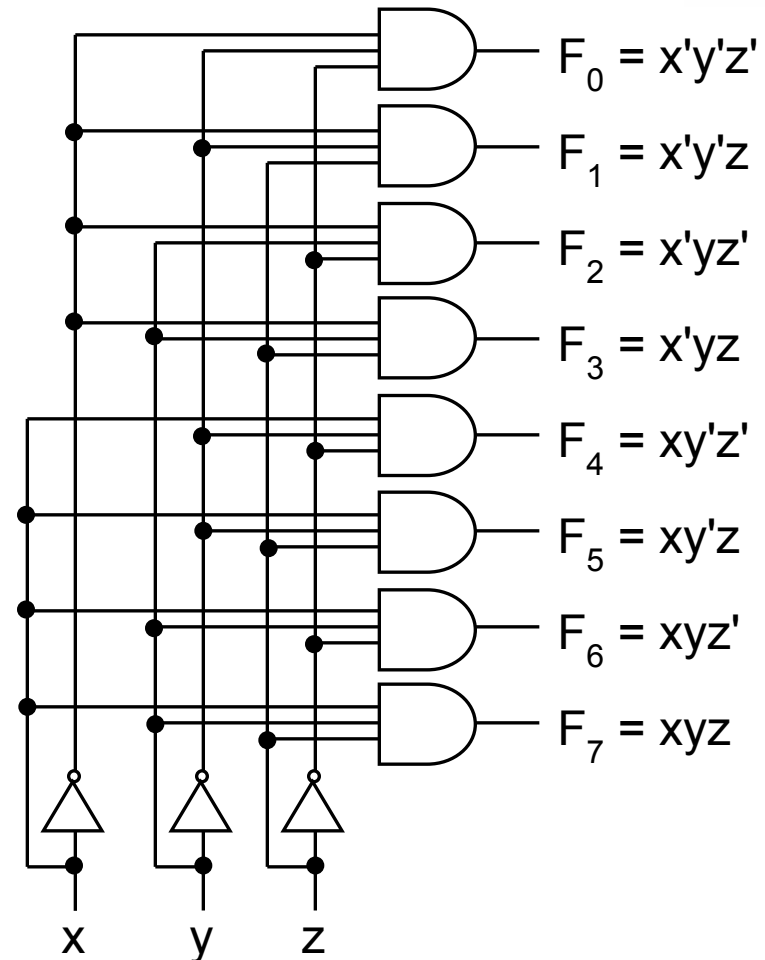 F₀ = x'y'z'
F₁ = x'y'z
F₂ = x'yz'
F₃ = x'yz
F₄ = xy'z'
F₅ = xy'z
F₆ = xyz'
F₇ = xyz
x y z